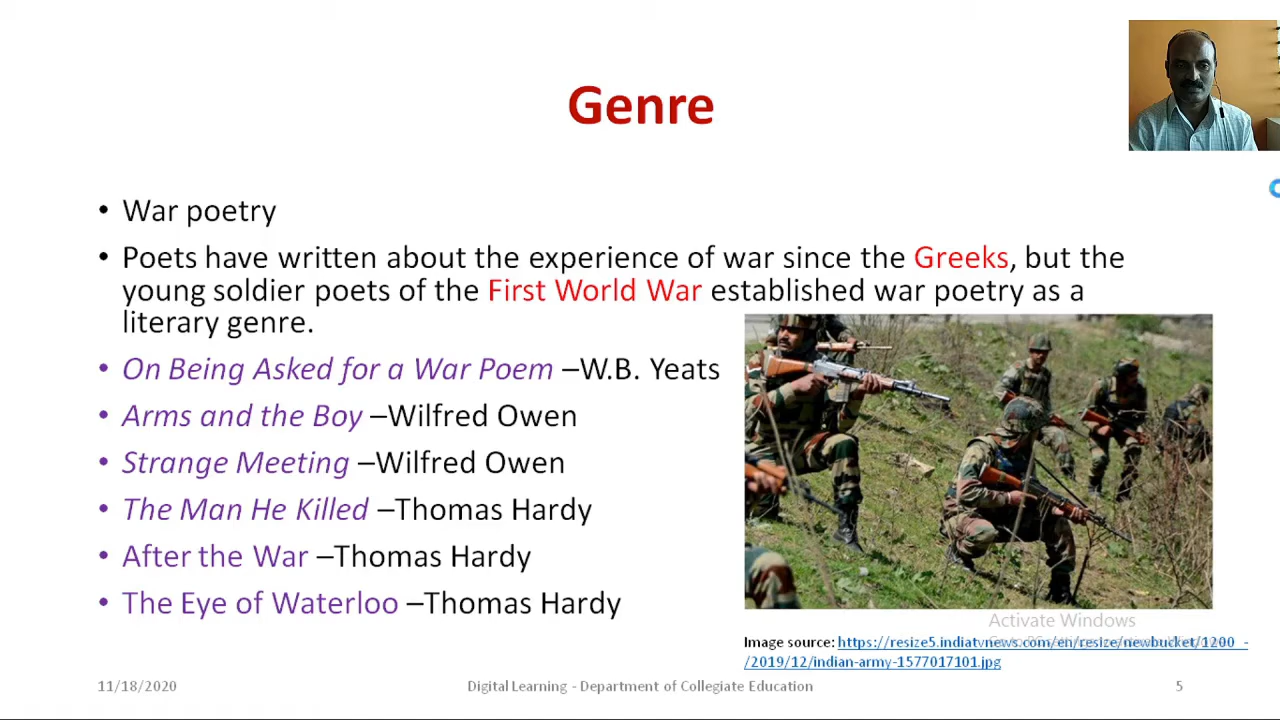 Genre
• War poetry
• Poets have written about the experience of war since the Greeks, but the
young soldier poets of the First World War established war poetry as a
literary genre.
• On Being Asked for a War Poem –W.B. Yeats
• Arms and the Boy –Wilfred Owen
• Strange Meeting –Wilfred Owen
• The Man He Killed –Thomas Hardy
• After the War –Thomas Hardy
• The Eye of Waterloo –Thomas Hardy
Activate Windows
Image source: https://resize5.indiatvnews.com/en/resize/newbucket/1200_-
/2019/12/indian-army-1577017101.jpg
11/18/2020
Digital Learning - Department of Collegiate Education
5